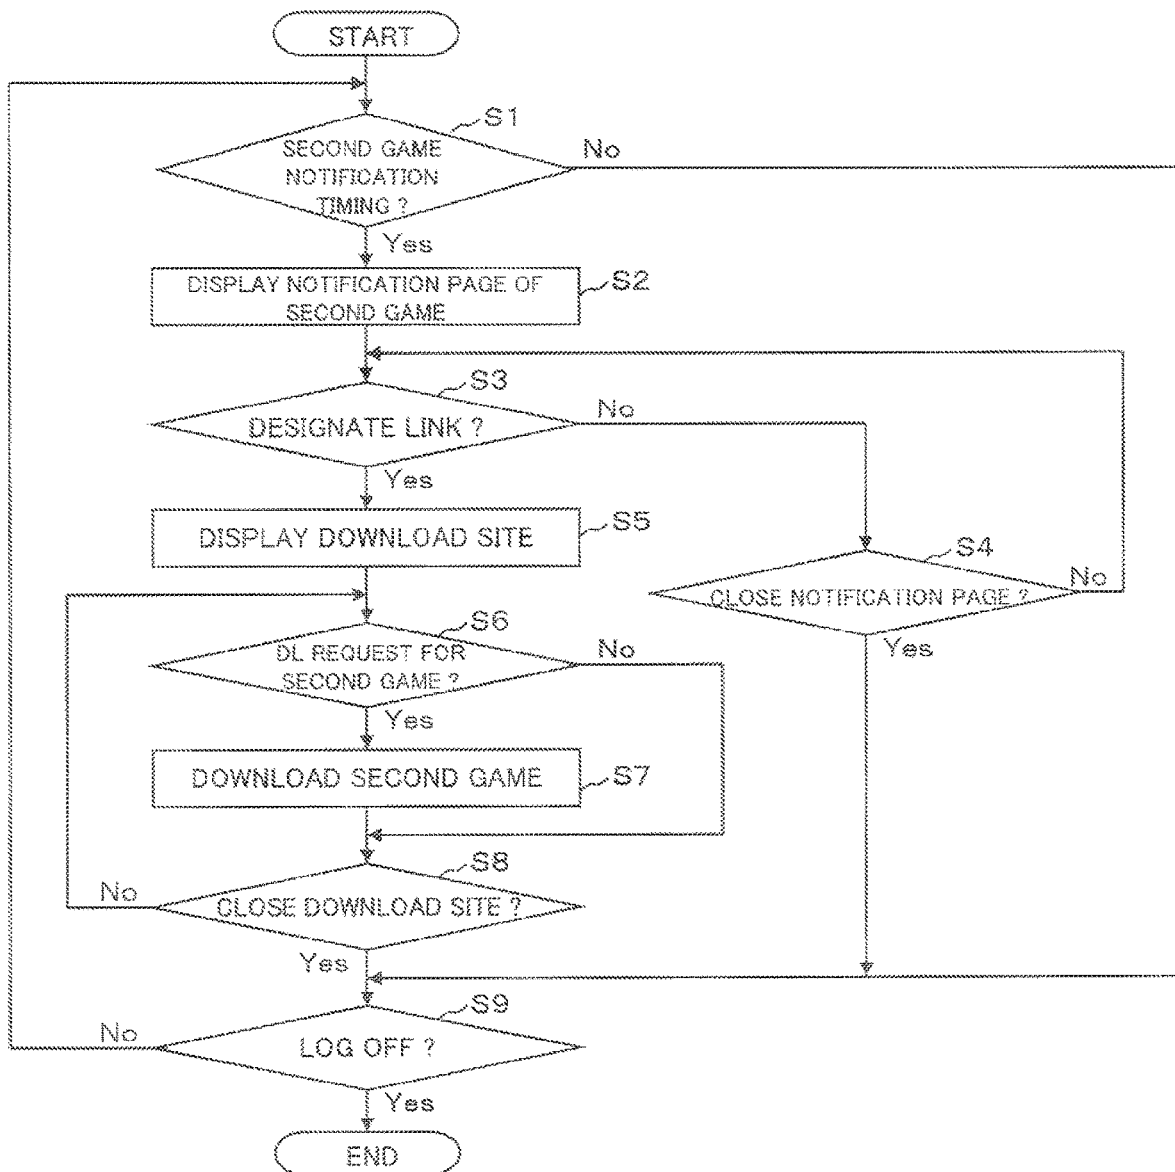 START
S1
SECOND GAME
NOTIFICATION
TIMING ?
No
Yes
DISPLAY NOTIFICATION PAGE OF
SECOND GAME
S2
S3
DESIGNATE LINK ?
No
Yes
DISPLAY DOWNLOAD SITE
S5
S4
CLOSE NOTIFICATION PAGE ?
No
Yes
S6
DL REQUEST FOR
SECOND GAME ?
No
Yes
DOWNLOAD SECOND GAME
S7
S8
CLOSE DOWNLOAD SITE ?
No
Yes
S9
LOG OFF ?
No
Yes
END